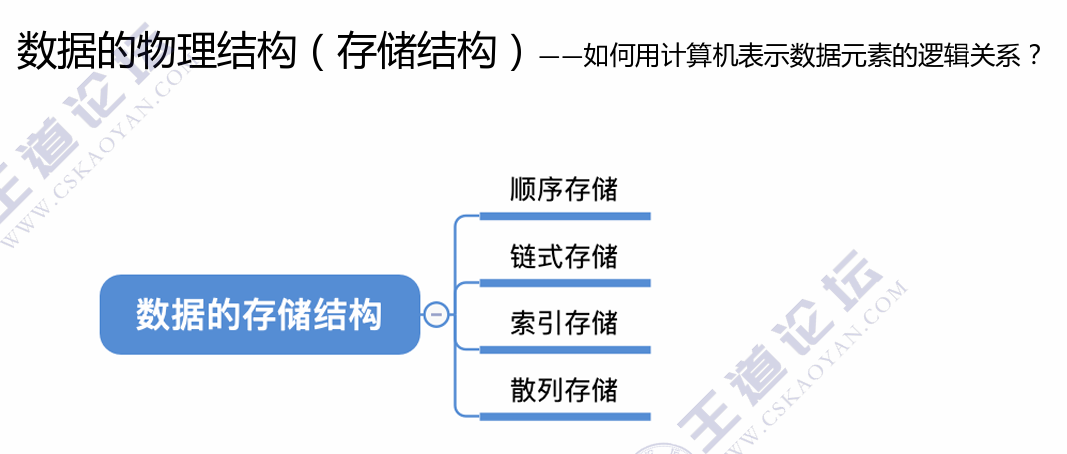 数据的物理结构（存储结构）——如何用计算机表示数据元素的逻辑关系？
王道论坛
WWW.CSKAOYAN.COM
顺序存储
链式存储
数据的存储结构
索引存储
散列存储
王道论坛
WWW.CSKAOYAN.COM